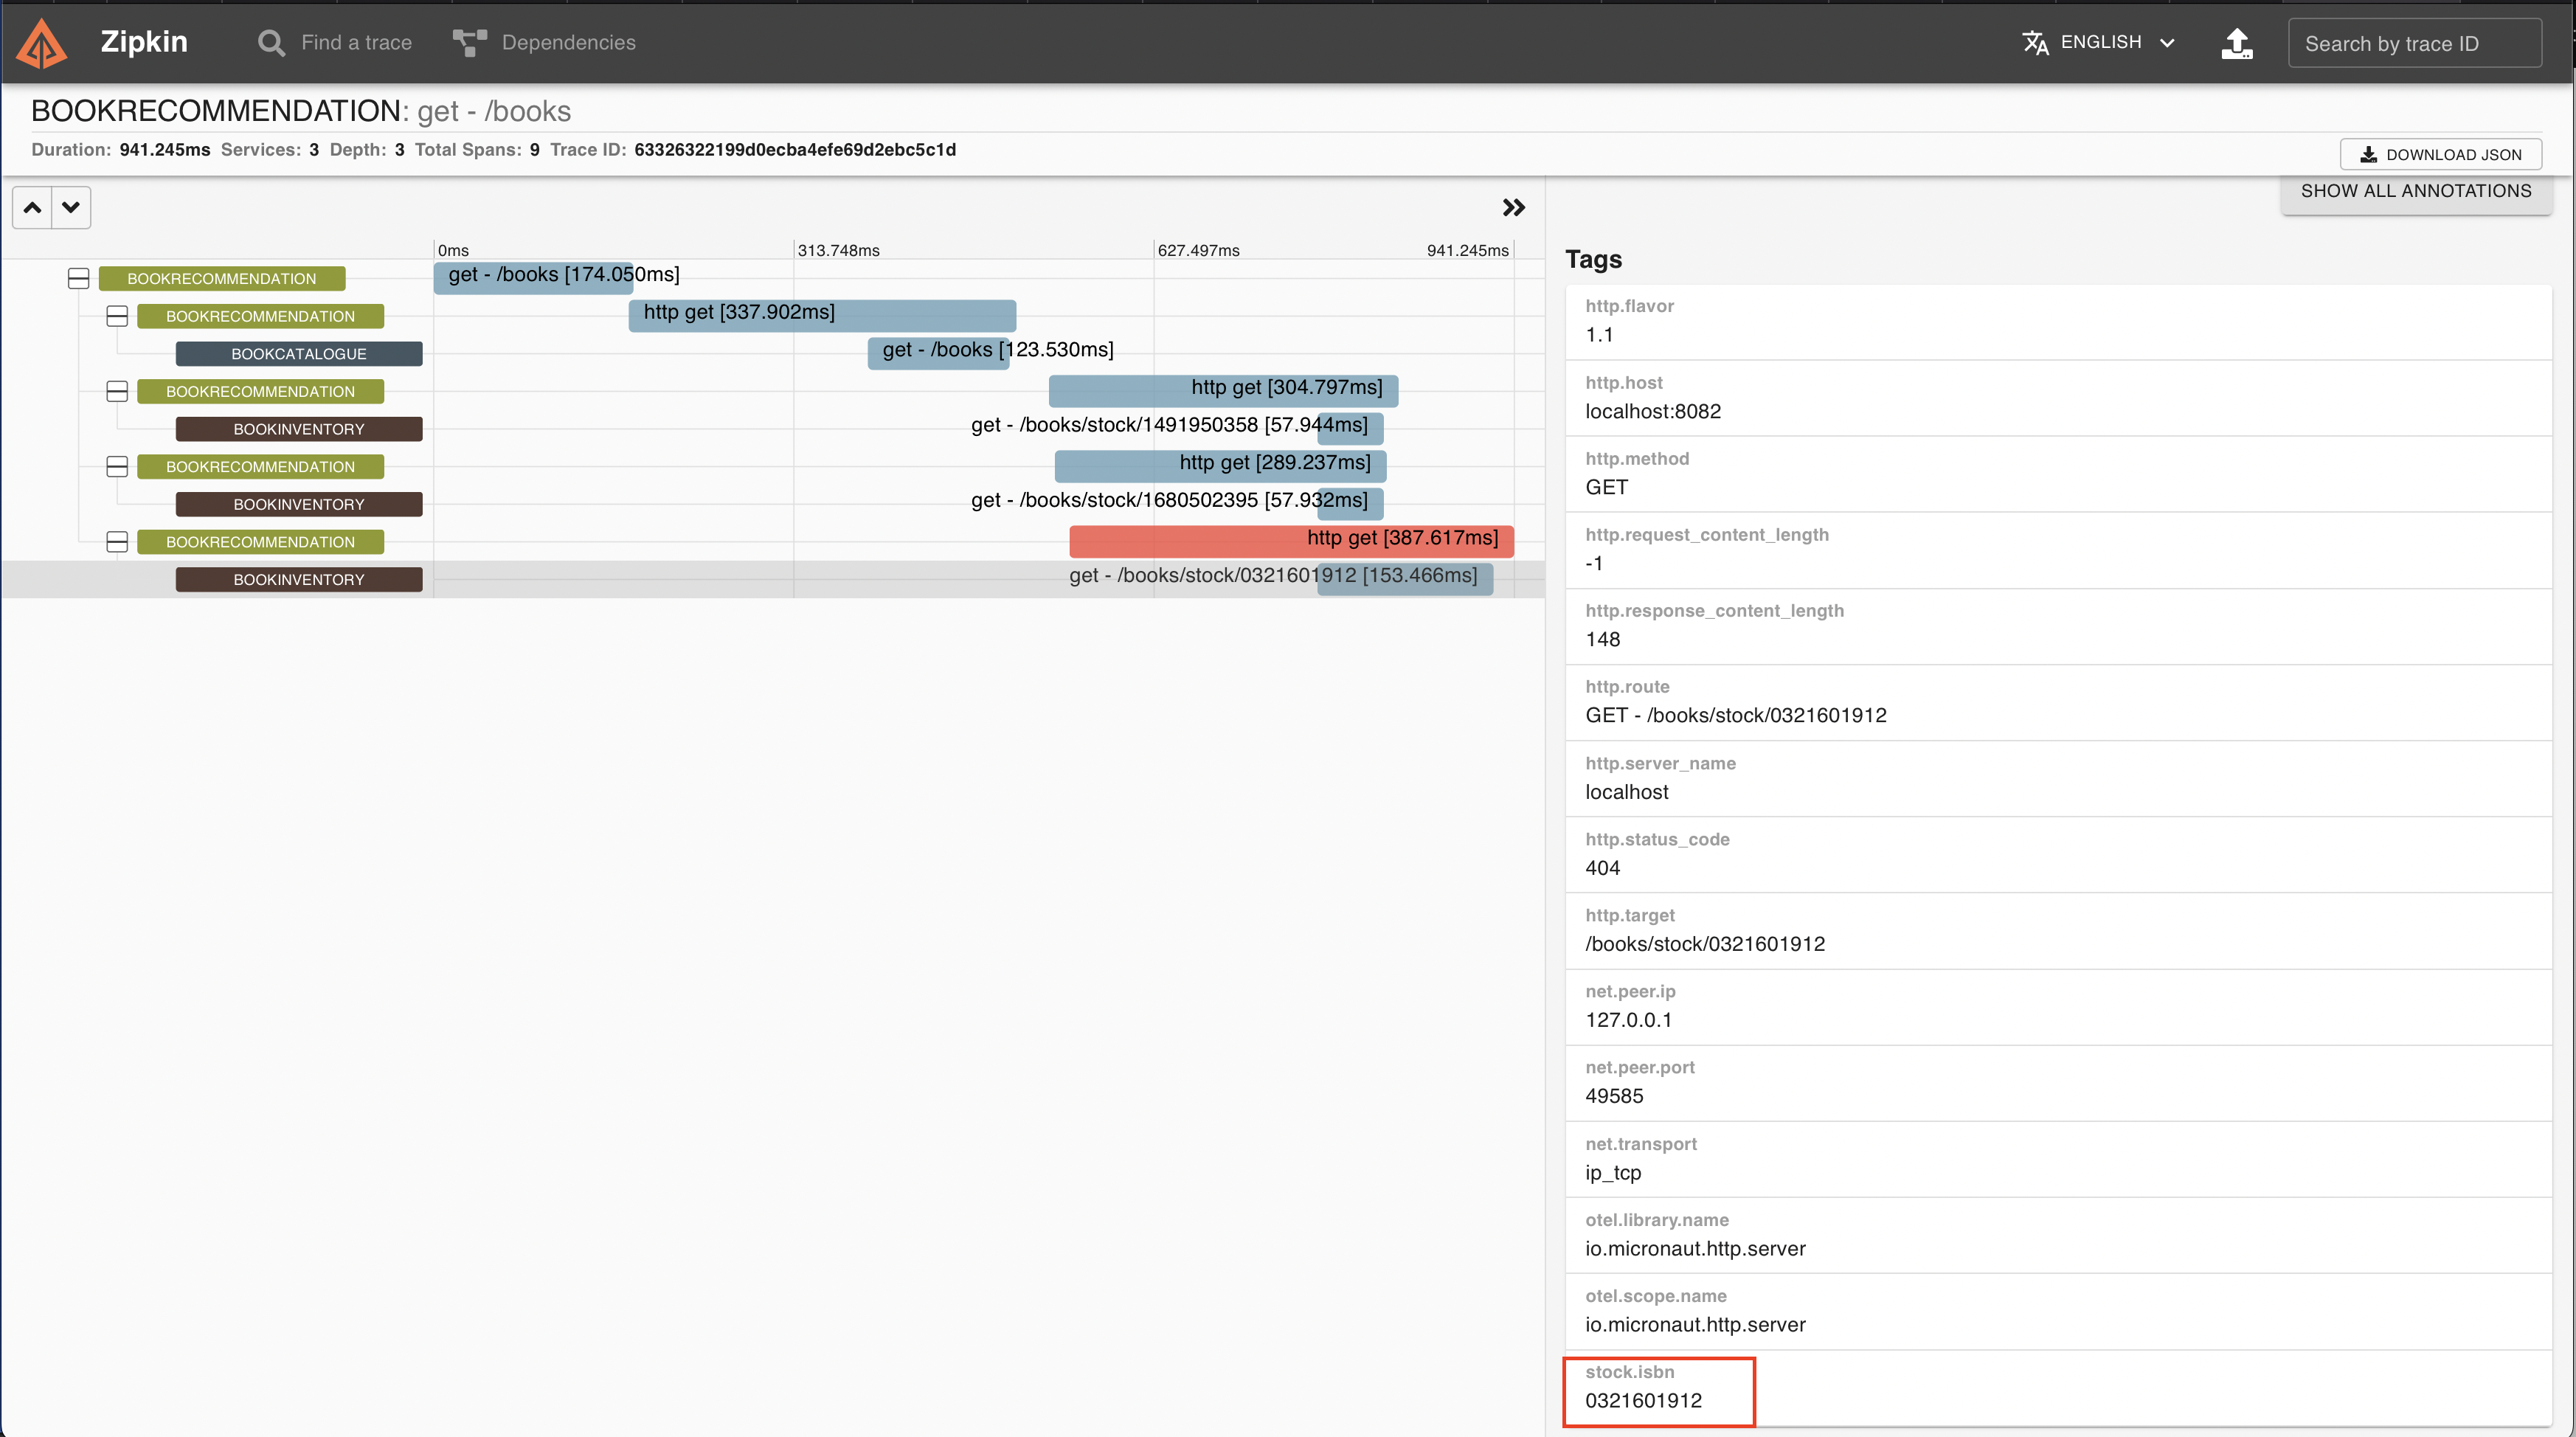 Zipkin
Find a trace
Dependencies
ENGLISH
Search by trace ID
BOOKRECOMMENDATION: get - /books
Duration: 941.245ms Services: 3 Depth: 3 Total Spans: 9 Trace ID: 63326322199d0ecba4efe69d2ebc5c1d
DOWNLOAD JSON
0ms
313.748ms
627.497ms
941.245ms
BOOKRECOMMENDATION
get - /books [174.050ms]
BOOKRECOMMENDATION
http get [337.902ms]
BOOKCATALOGUE
get - /books [123.530ms]
BOOKRECOMMENDATION
http get [304.797ms]
BOOKINVENTORY
get - /books/stock/1491950358 [57.944ms]
BOOKRECOMMENDATION
http get [289.237ms]
BOOKINVENTORY
get - /books/stock/1680502395 [57.932ms]
BOOKRECOMMENDATION
http get [387.617ms]
BOOKINVENTORY
get - /books/stock/0321601912 [153.466ms]
SHOW ALL ANNOTATIONS
Tags
http.flavor
1.1
http.host
localhost:8082
http.method
GET
http.request_content_length
-1
http.response_content_length
148
http.route
GET - /books/stock/0321601912
http.server_name
localhost
http.status_code
404
http.target
/books/stock/0321601912
net.peer.ip
127.0.0.1
net.peer.port
49585
net.transport
ip_tcp
otel.library.name
io.micronaut.http.server
otel.scope.name
io.micronaut.http.server
stock.isbn
0321601912